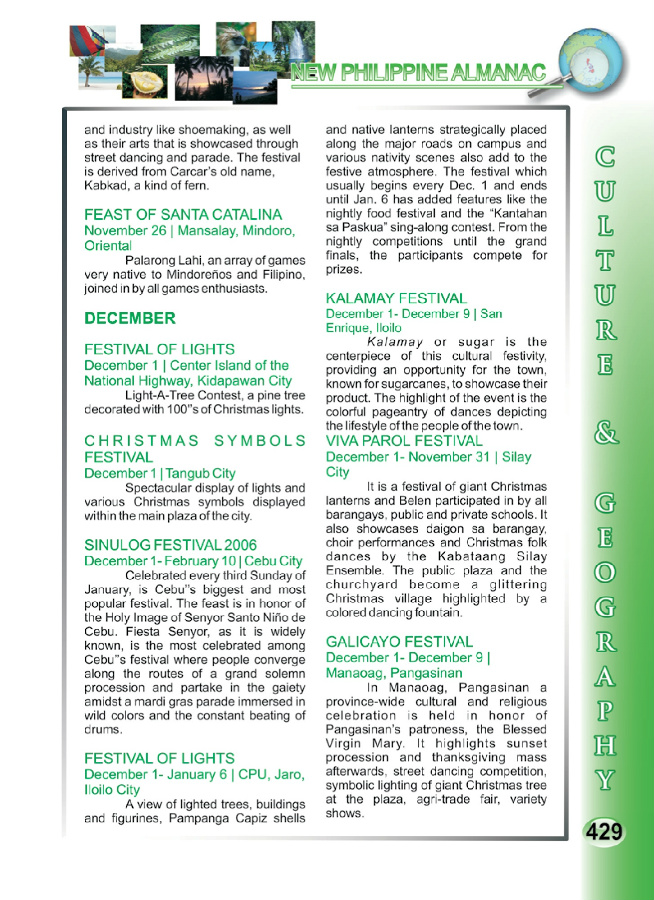 NEW PHILIPPINE ALMANAC
and industry like shoemaking, as well
as their arts that is showcased through
street dancing and parade. The festival
is derived from Carcar's old name,
Kabkad, a kind of fern.
FEAST OF SANTA CATALINA
November 26 | Mansalay, Mindoro,
Oriental
Palarong Lahi, an array of games
very native to Mindoreños and Filipino,
joined in by all games enthusiasts.
DECEMBER
FESTIVAL OF LIGHTS
December 1 | Center Island of the
National Highway, Kidapawan City
Light-A-Tree Contest, a pine tree
decorated with 100"s of Christmas lights.
CHRISTMAS SYMBOLS
FESTIVAL
December 1 | Tangub City
Spectacular display of lights and
various Christmas symbols displayed
within the main plaza of the city.
SINULOG FESTIVAL 2006
December 1- February 10 | Cebu City
Celebrated every third Sunday of
January, is Cebu"s biggest and most
popular festival. The feast is in honor of
the Holy Image of Senyor Santo Niño de
Cebu. Fiesta Senyor, as it is widely
known, is the most celebrated among
Cebu"s festival where people converge
along the routes of a grand solemn
procession and partake in the gaiety
amidst a mardi gras parade immersed in
wild colors and the constant beating of
drums.
FESTIVAL OF LIGHTS
December 1- January 6 | CPU, Jaro,
Iloilo City
A view of lighted trees, buildings
and figurines, Pampanga Capiz shells
and native lanterns strategically placed
along the major roads on campus and
various nativity scenes also add to the
festive atmosphere. The festival which
usually begins every Dec. 1 and ends
until Jan. 6 has added features like the
nightly food festival and the "Kantahan
sa Paskua" sing-along contest. From the
nightly competitions until the grand
finals, the participants compete for
prizes.
KALAMAY FESTIVAL
December 1- December 9 | San
Enrique, Iloilo
Kalamay or sugar is the
centerpiece of this cultural festivity,
providing an opportunity for the town,
known for sugarcanes, to showcase their
product. The highlight of the event is the
colorful pageantry of dances depicting
the lifestyle of the people of the town.
VIVA PAROL FESTIVAL
December 1- November 31 | Silay
City
It is a festival of giant Christmas
lanterns and Belen participated in by all
barangays, public and private schools. It
also showcases daigon sa barangay,
choir performances and Christmas folk
dances by the Kabataang Silay
Ensemble. The public plaza and the
churchyard become a glittering
Christmas village highlighted by a
colored dancing fountain.
GALICAYO FESTIVAL
December 1- December 9 |
Manaoag, Pangasinan
In Manaoag, Pangasinan a
province-wide cultural and religious
celebration is held in honor of
Pangasinan's patroness, the Blessed
Virgin Mary. It highlights sunset
procession and thanksgiving mass
afterwards, street dancing competition,
symbolic lighting of giant Christmas tree
at the plaza, agri-trade fair, variety
shows.
CULTURE & GEOGRAPHY
429